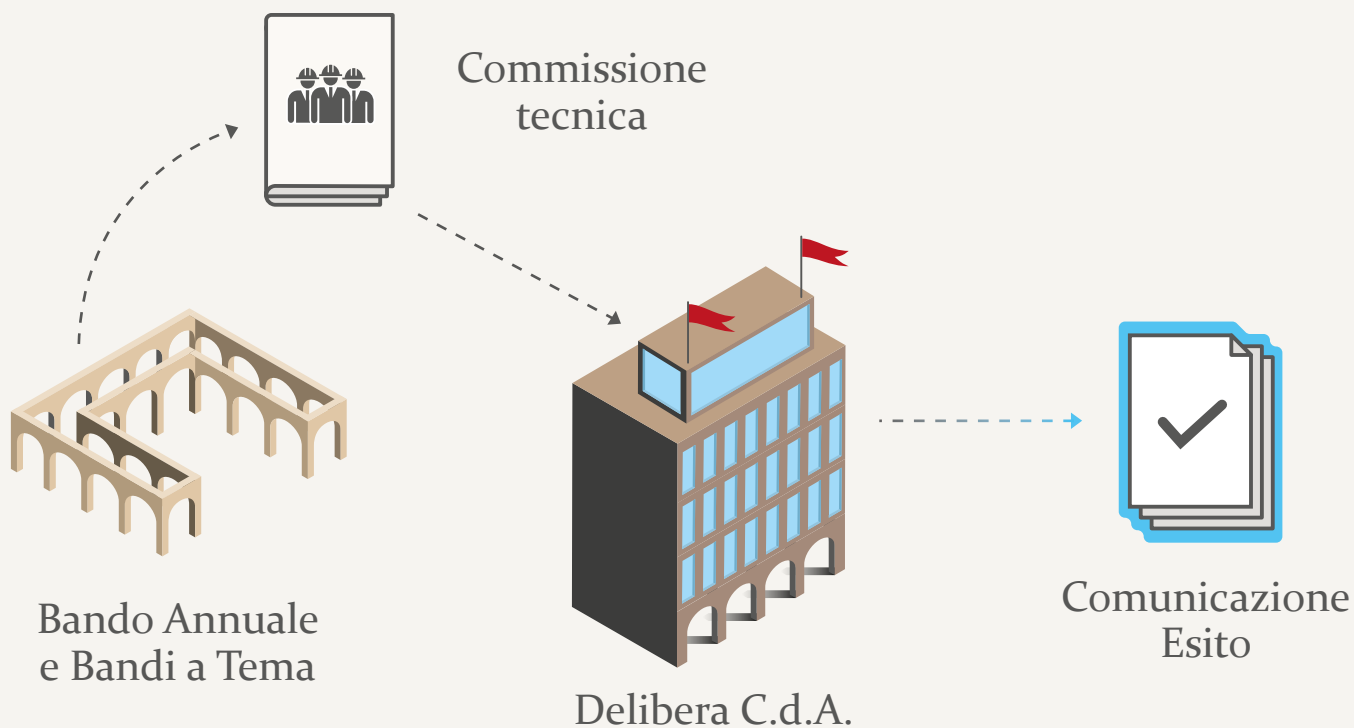 Commissione
tecnica
Bando Annuale
e Bandi a Tema
Delibera C.d.A.
Comunicazione
Esito